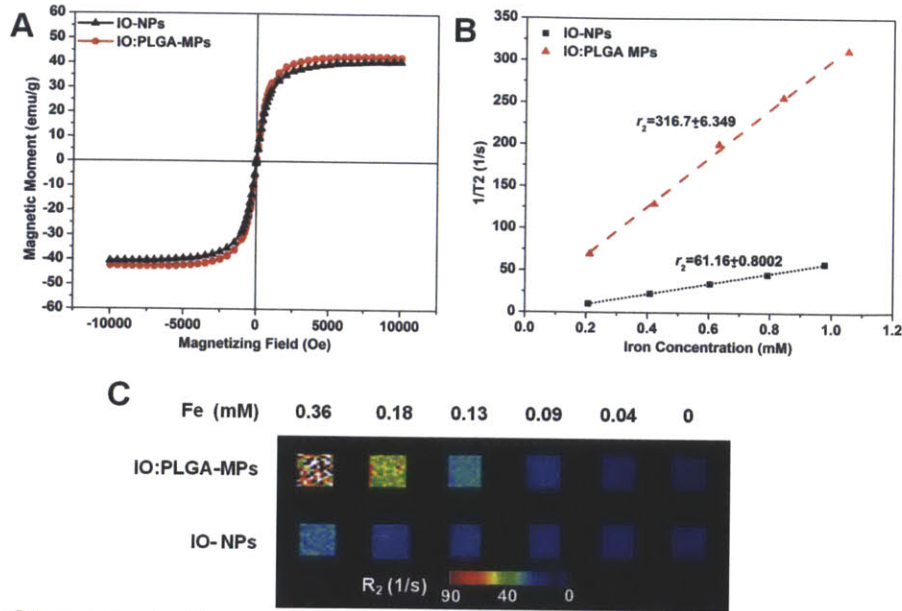 A
IO-NPs
IO:PLGA-MPs
Magnetic Moment (emu/g)
60
50
40
30
20
10
0
-10
-20
-30
-40
-50
-60
-10000 -5000 0 5000 10000
Magnetizing Field (Oe)
B
IO-NPs
IO:PLGA MPs
1/T2 (1/s)
350
300
250
200
150
100
50
0
r2=316.7±6.349
r2=61.16±0.8002
0.0 0.2 0.4 0.6 0.8 1.0 1.2
Iron Concentration (mM)
C
Fe (mM) 0.36 0.18 0.13 0.09 0.04 0
IO:PLGA-MPs
IO-NPs
R2 (1/s)
90 40 0